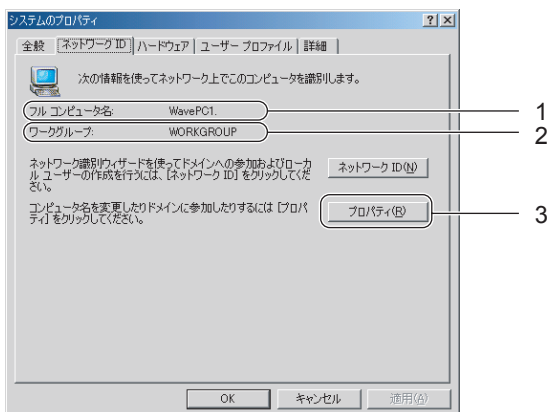 システムのプロパティ
全般 ネットワーク ID ハードウェア ユーザー プロファイル 詳細
次の情報を使ってネットワーク上でこのコンピュータを識別します。
フル コンピュータ名: WavePC1. 1
ワークグループ: WORKGROUP 2
ネットワーク識別ウィザードを使ってドメインへの参加およびローカ
ル ユーザーの作成を行うには、[ネットワーク ID] をクリックしてくだ
さい。
ネットワーク ID(N)
コンピュータ名を変更したりドメインに参加したりするには [プロパ
ティ] をクリックしてください。
プロパティ(R) 3
OK キャンセル 適用(A)